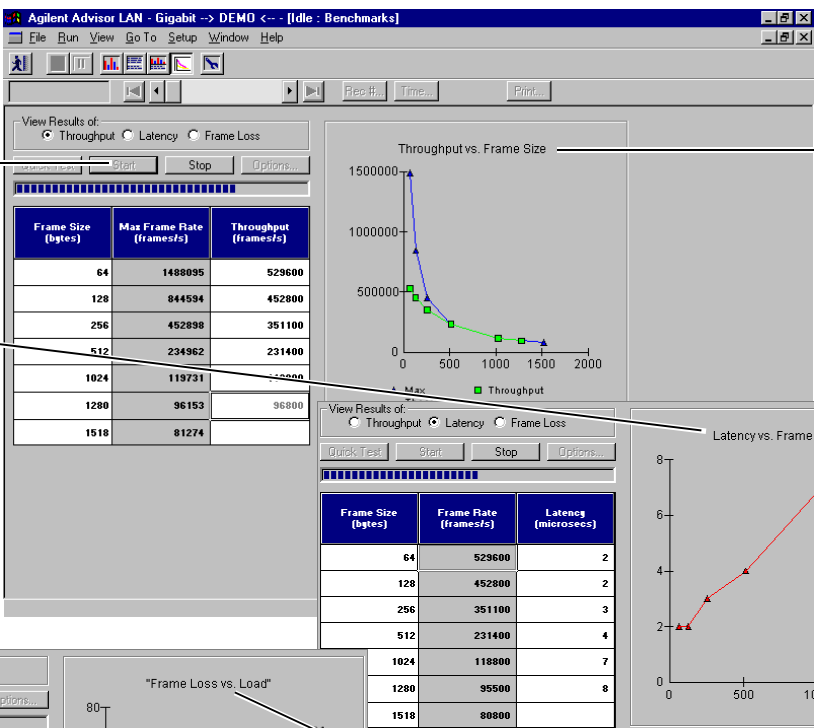 Agilent Advisor LAN - Gigabit --> DEMO <-- - [Idle : Benchmarks]
File Run View Go To Setup Window Help
Rec #... Time... Print...
View Results of:
Throughput Latency Frame Loss
Quick Test Start Stop Options...
Frame Size (bytes) Max Frame Rate (frames/s) Throughput (frames/s)
64 1488095 529600
128 844594 452800
256 452898 351100
512 234962 231400
1024 119731
1280 96153 96800
1518 81274
Throughput vs. Frame Size
1500000
1000000
500000
0
0 500 1000 1500 2000
Max Throughput
View Results of:
Throughput Latency Frame Loss
Quick Test Start Stop Options...
Frame Size (bytes) Frame Rate (frames/s) Latency (microsecs)
64 529600 2
128 452800 2
256 351100 3
512 231400 4
1024 118800 7
1280 95500 8
1518 80800
Latency vs. Frame
8
6
4
2
0
0 500 10
ptions...
"Frame Loss vs. Load"
80